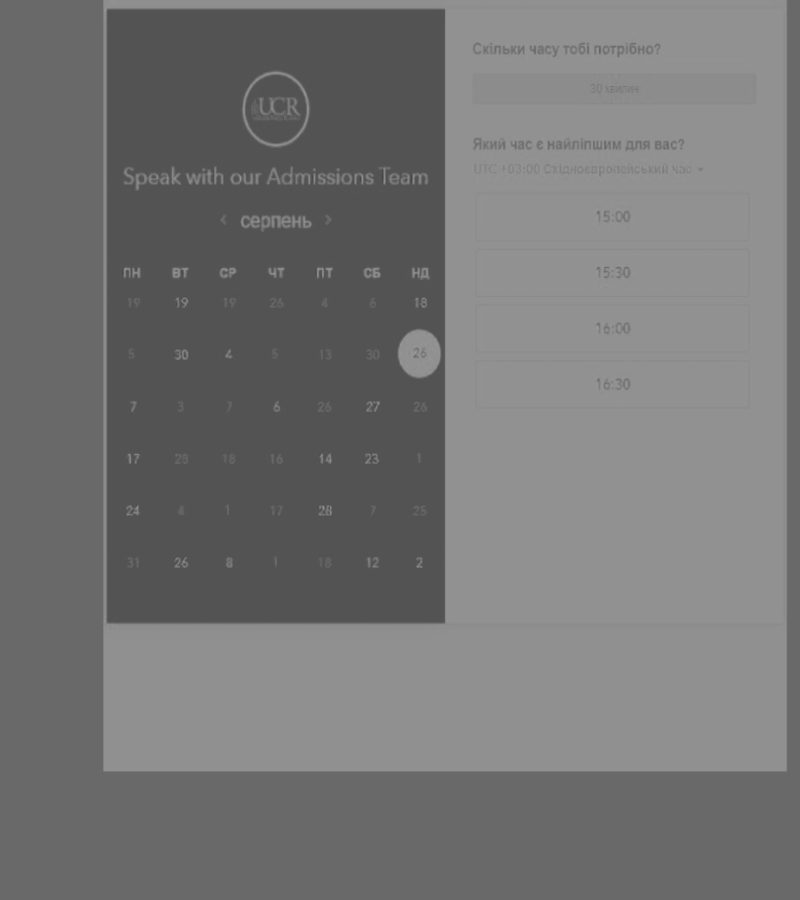 UCR
Speak with our Admissions Team
серпень
ПН ВТ СР ЧТ ПТ СБ НД
19 19 19 26 4 6 18
5 30 4 5 13 30 26
7 3 7 6 26 27 26
17 28 18 16 14 23 1
24 4 1 17 28 7 25
31 26 8 1 18 12 2
Скільки часу тобі потрібно?
30 хвилин
Який час є найліпшим для вас?
UTC +03:00 Східноєвропейський час
15:00
15:30
16:00
16:30